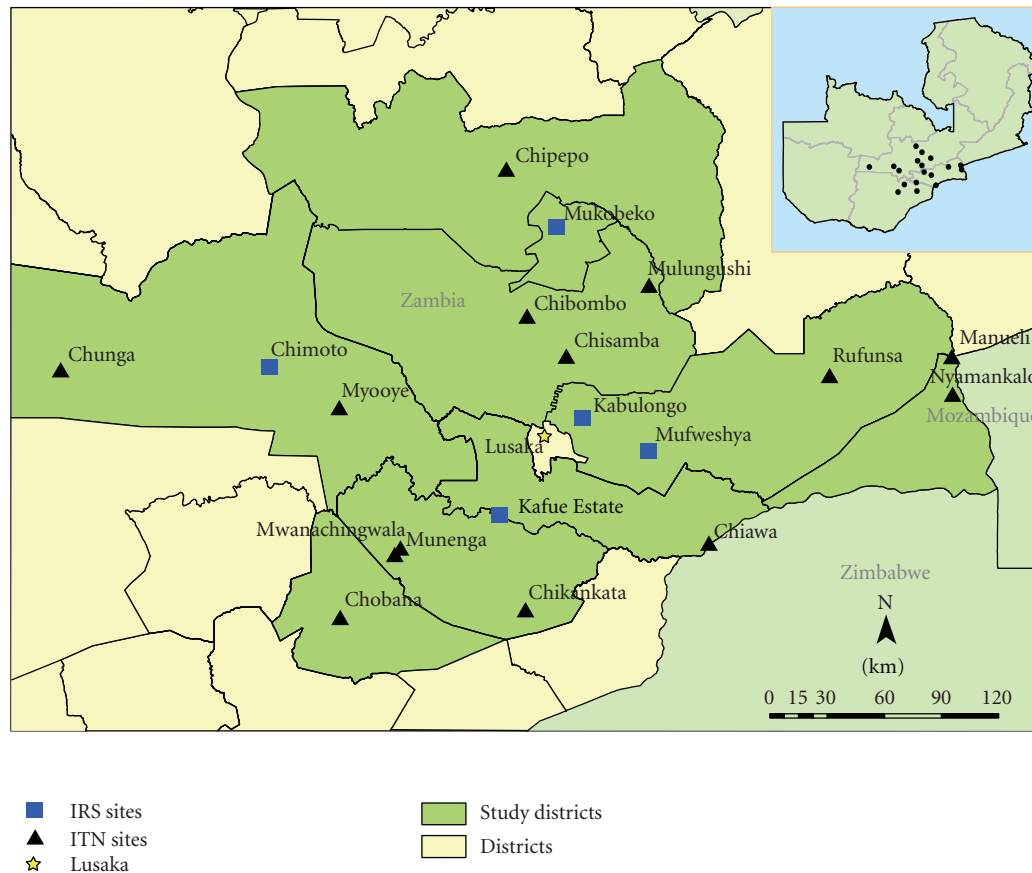 Chipepo
Mukobeko
Mulungushi
Zambia
Chibombo
Chisamba
Chunga
Chimoto
Myooye
Rufunsa
Manueli
Nyamankalo
Mozambique
Kabulongo
Lusaka
Mufweshya
Kafue Estate
Mwanachingwala
Munenga
Chiawa
Zimbabwe
Chobana
Chikankata
N
(km)
0 15 30 60 90 120
IRS sites
ITN sites
Lusaka
Study districts
Districts